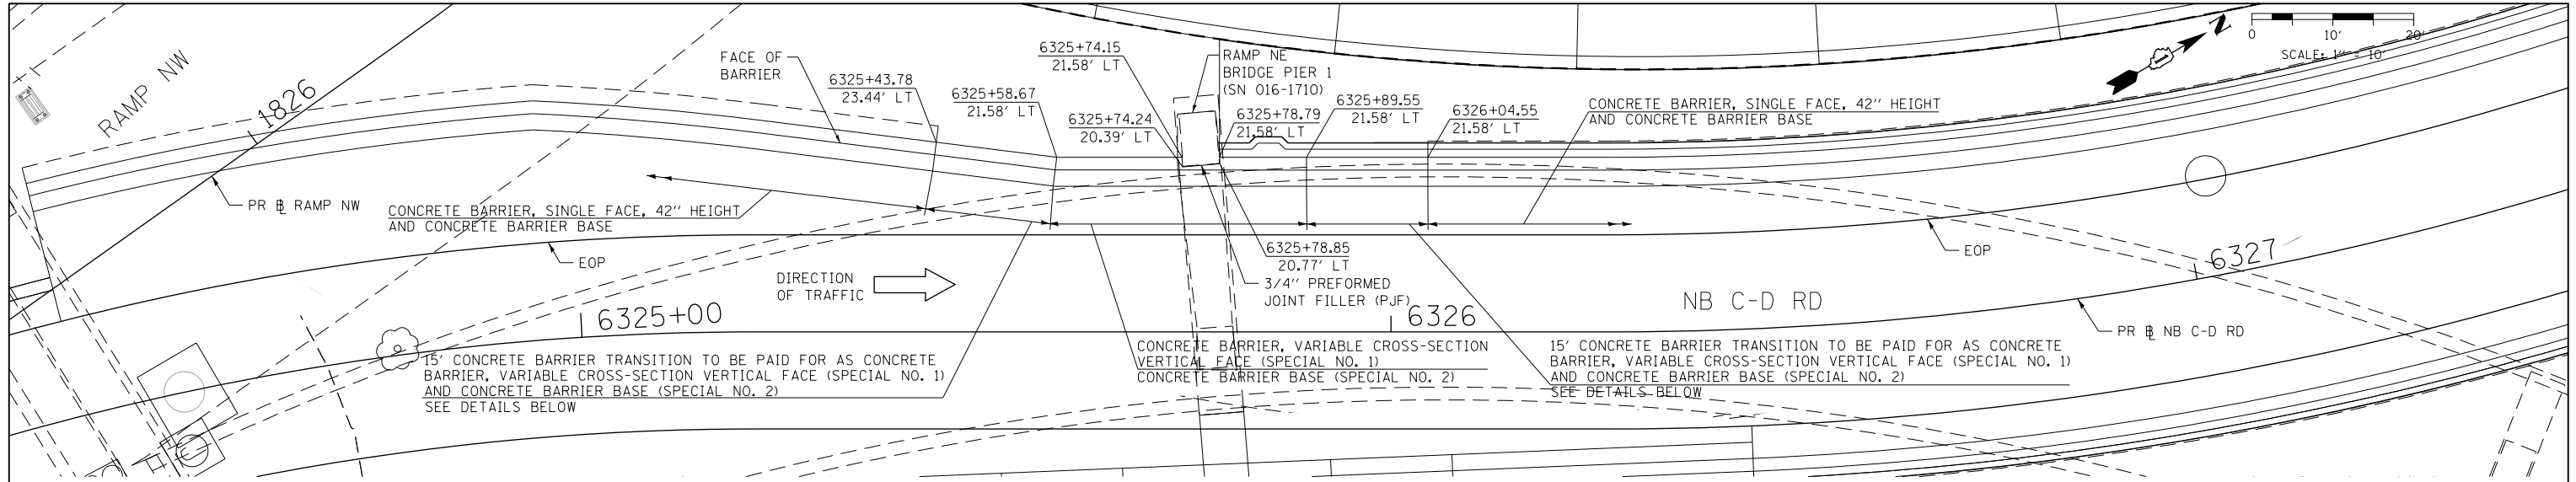 RAMP NW
1826
FACE OF
BARRIER
6325+43.78
23.44' LT
6325+58.67
21.58' LT
6325+74.15
21.58' LT
6325+74.24
20.39' LT
RAMP NE
BRIDGE PIER 1
(SN 016-1710)
6325+78.79
21.58' LT
6325+89.55
21.58' LT
6326+04.55
21.58' LT
CONCRETE BARRIER, SINGLE FACE, 42'' HEIGHT
AND CONCRETE BARRIER BASE
N
0 10' 20'
SCALE: 1'' = 10'
PR ℄ RAMP NW
CONCRETE BARRIER, SINGLE FACE, 42'' HEIGHT
AND CONCRETE BARRIER BASE
EOP
DIRECTION
OF TRAFFIC
6325+78.85
20.77' LT
3/4'' PREFORMED
JOINT FILLER (PJF)
EOP
6327
6325+00
6326
NB C-D RD
PR ℄ NB C-D RD
15' CONCRETE BARRIER TRANSITION TO BE PAID FOR AS CONCRETE
BARRIER, VARIABLE CROSS-SECTION VERTICAL FACE (SPECIAL NO. 1)
AND CONCRETE BARRIER BASE (SPECIAL NO. 2)
SEE DETAILS BELOW
CONCRETE BARRIER, VARIABLE CROSS-SECTION
VERTICAL FACE (SPECIAL NO. 1)
CONCRETE BARRIER BASE (SPECIAL NO. 2)
15' CONCRETE BARRIER TRANSITION TO BE PAID FOR AS CONCRETE
BARRIER, VARIABLE CROSS-SECTION VERTICAL FACE (SPECIAL NO. 1)
AND CONCRETE BARRIER BASE (SPECIAL NO. 2)
SEE DETAILS BELOW